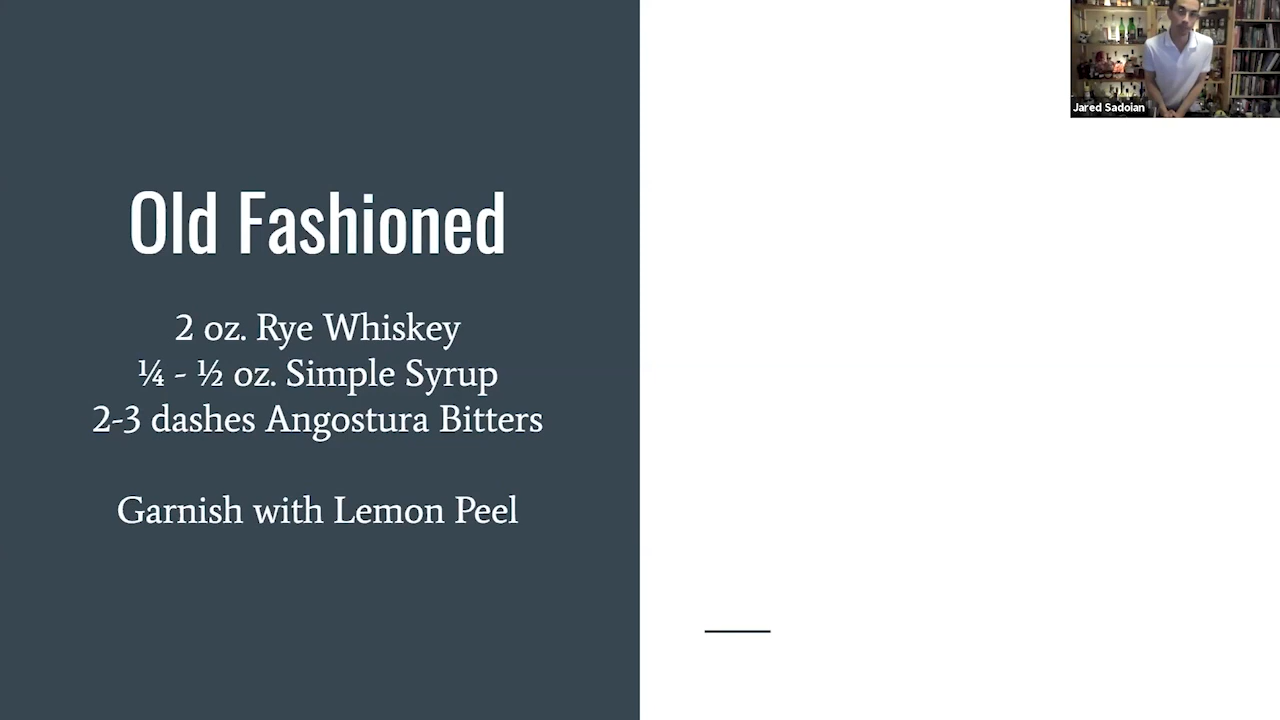 Jared Sadoian
Old Fashioned
2 oz. Rye Whiskey
¼ - ½ oz. Simple Syrup
2-3 dashes Angostura Bitters
Garnish with Lemon Peel